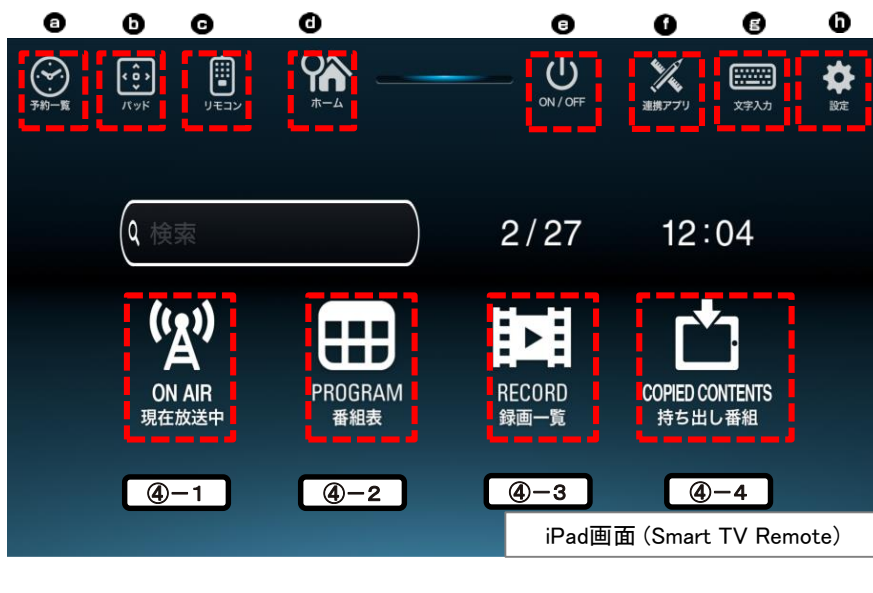 ⓐ ⓑ ⓒ ⓓ ⓔ ⓕ ⓖ ⓗ
予約一覧 パッド リモコン ホーム ON / OFF 連携アプリ 文字入力 設定
検索 2/27 12:04
ON AIR PROGRAM RECORD COPIED CONTENTS
現在放送中 番組表 録画一覧 持ち出し番組
④－１ ④－２ ④－３ ④－４
iPad画面（Smart TV Remote）